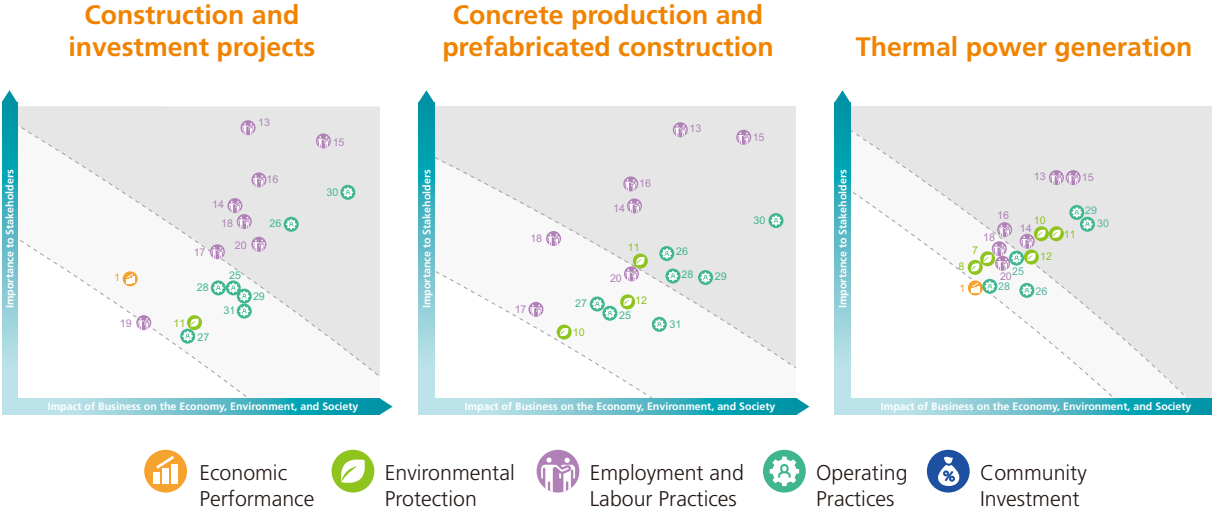 Construction and
investment projects
Concrete production and
prefabricated construction
Thermal power generation
Importance to Stakeholders
13
15
16
30
14
18
26
20
17
1
25
28
29
31
19
11
27
Impact of Business on the Economy, Environment, and Society
Importance to Stakeholders
13
15
16
14
30
18
11
26
20
28
29
27
12
25
17
31
10
Impact of Business on the Economy, Environment, and Society
Importance to Stakeholders
13
15
29
16
10
30
14
11
18
7
12
8
25
20
1
28
26
Impact of Business on the Economy, Environment, and Society
Economic
Performance
Environmental
Protection
Employment and
Labour Practices
Operating
Practices
%
Community
Investment